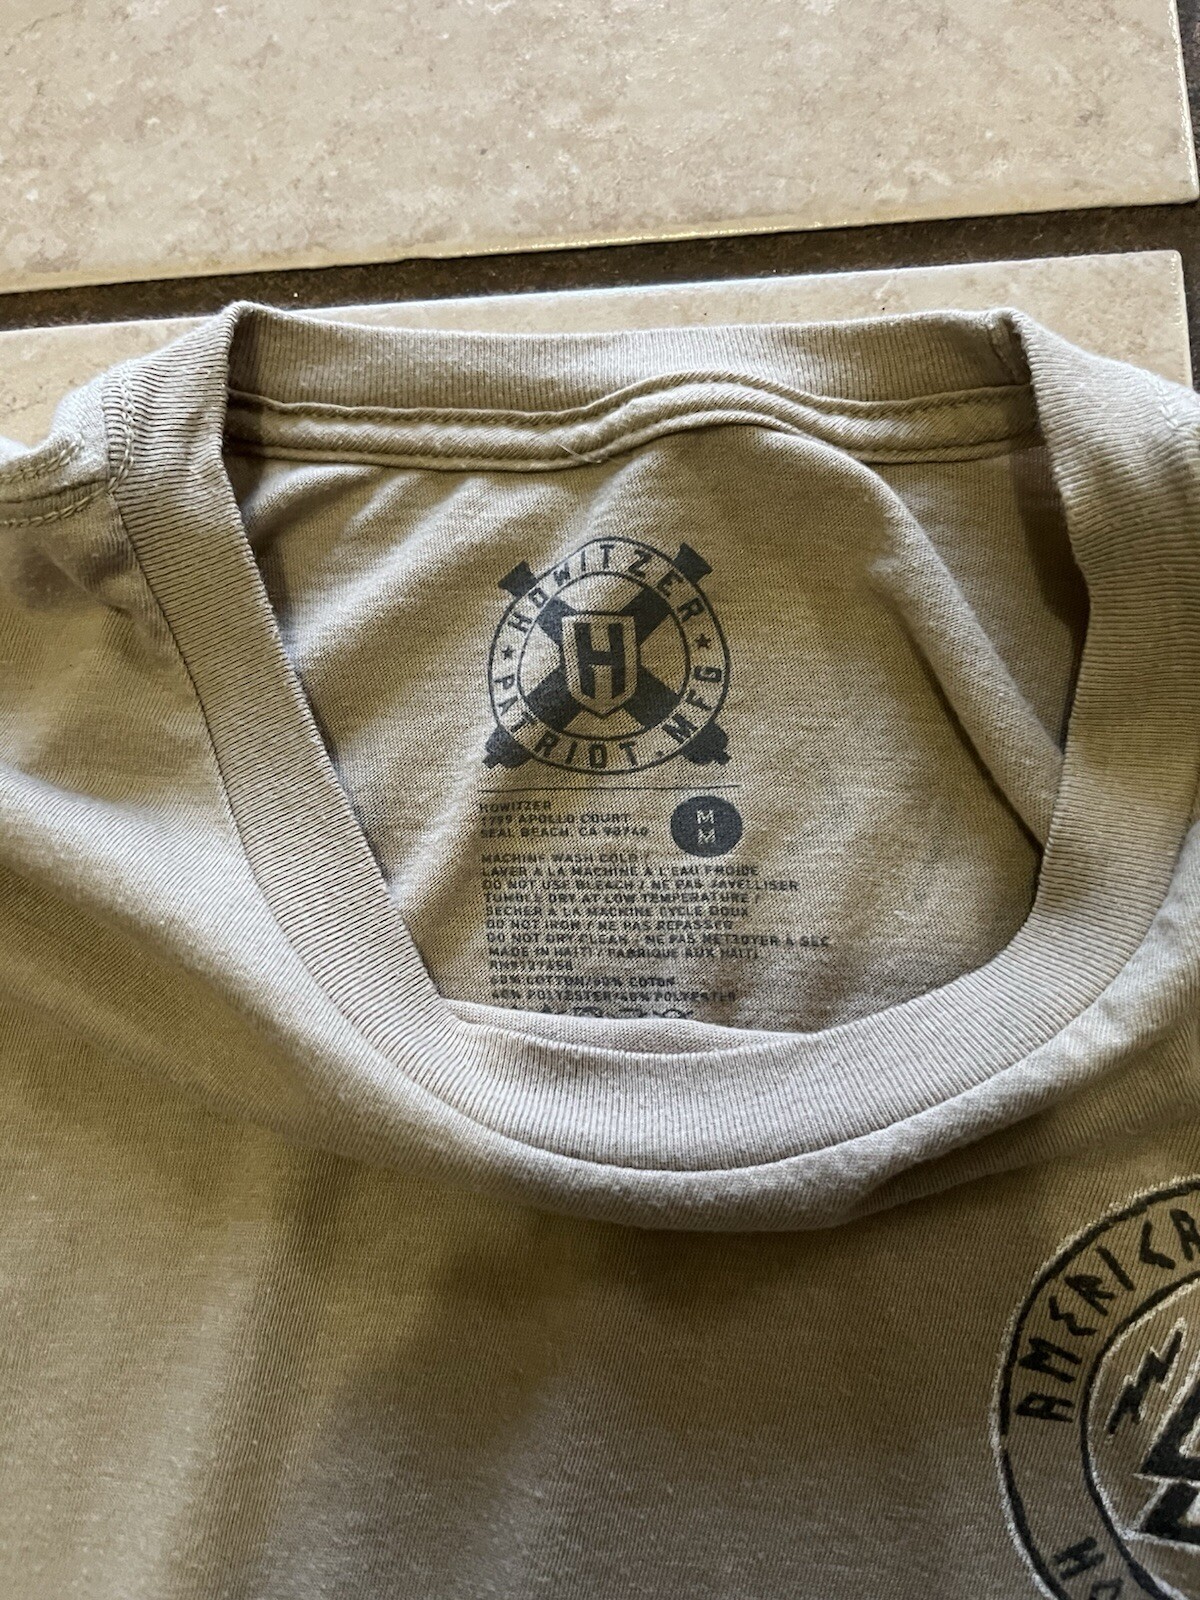 HOWITZER
★ PATRIOT.MFG ★
H
HOWITZER
1799 APOLLO COURT
SEAL BEACH, CA 90740
M
M
MACHINE WASH COLD /
LAVER A LA MACHINE A L'EAU FROIDE
DO NOT USE BLEACH / NE PAS JAVELLISER
TUMBLE DRY AT LOW TEMPERATURE /
SECHER A LA MACHINE CYCLE DOUX
DO NOT IRON / NE PAS REPASSER
DO NOT DRY CLEAN / NE PAS NETTOYER A SEC
MADE IN HAITI / FABRIQUE AUX HAITI
60% COTTON/60% COTON
40% POLYESTER/40% POLYESTER
AMERICA